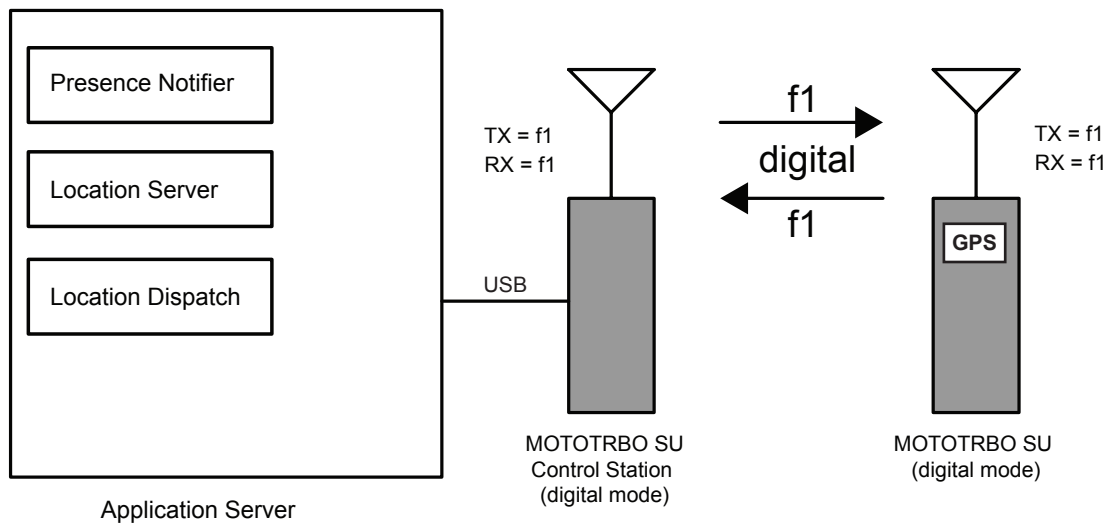 Presence Notifier
Location Server
Location Dispatch
Application Server
USB
TX = f1
RX = f1
f1
digital
f1
TX = f1
RX = f1
GPS
MOTOTRBO SU
Control Station
(digital mode)
MOTOTRBO SU
(digital mode)